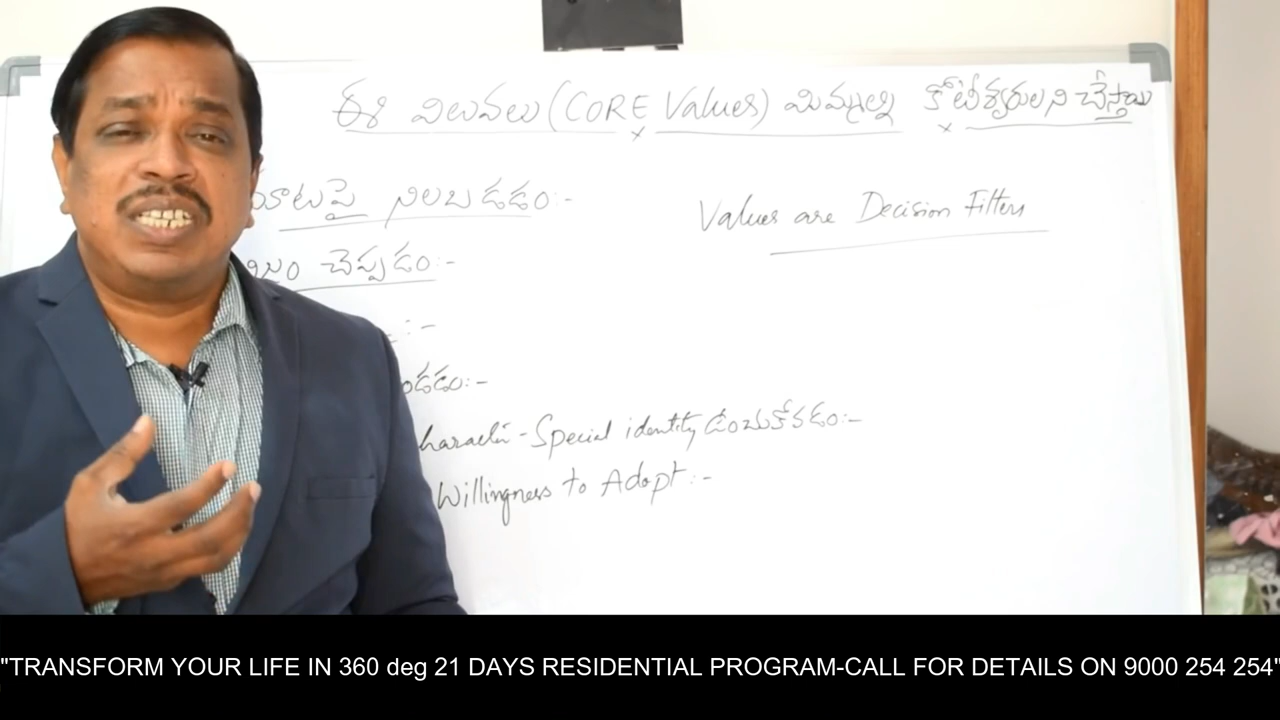 ఈ విలువలు (CORE Values) మిమ్మల్ని కోటీశ్వరులని చేస్తాయి
మాటపై నిలబడడం:-
Values are Decision Filters
నిజం చెప్పడం:-
ండడం:-
Special identity ఉంచుకోవడం:-
Willingness to Adopt :-
"TRANSFORM YOUR LIFE IN 360 deg 21 DAYS RESIDENTIAL PROGRAM-CALL FOR DETAILS ON 9000 254 254"